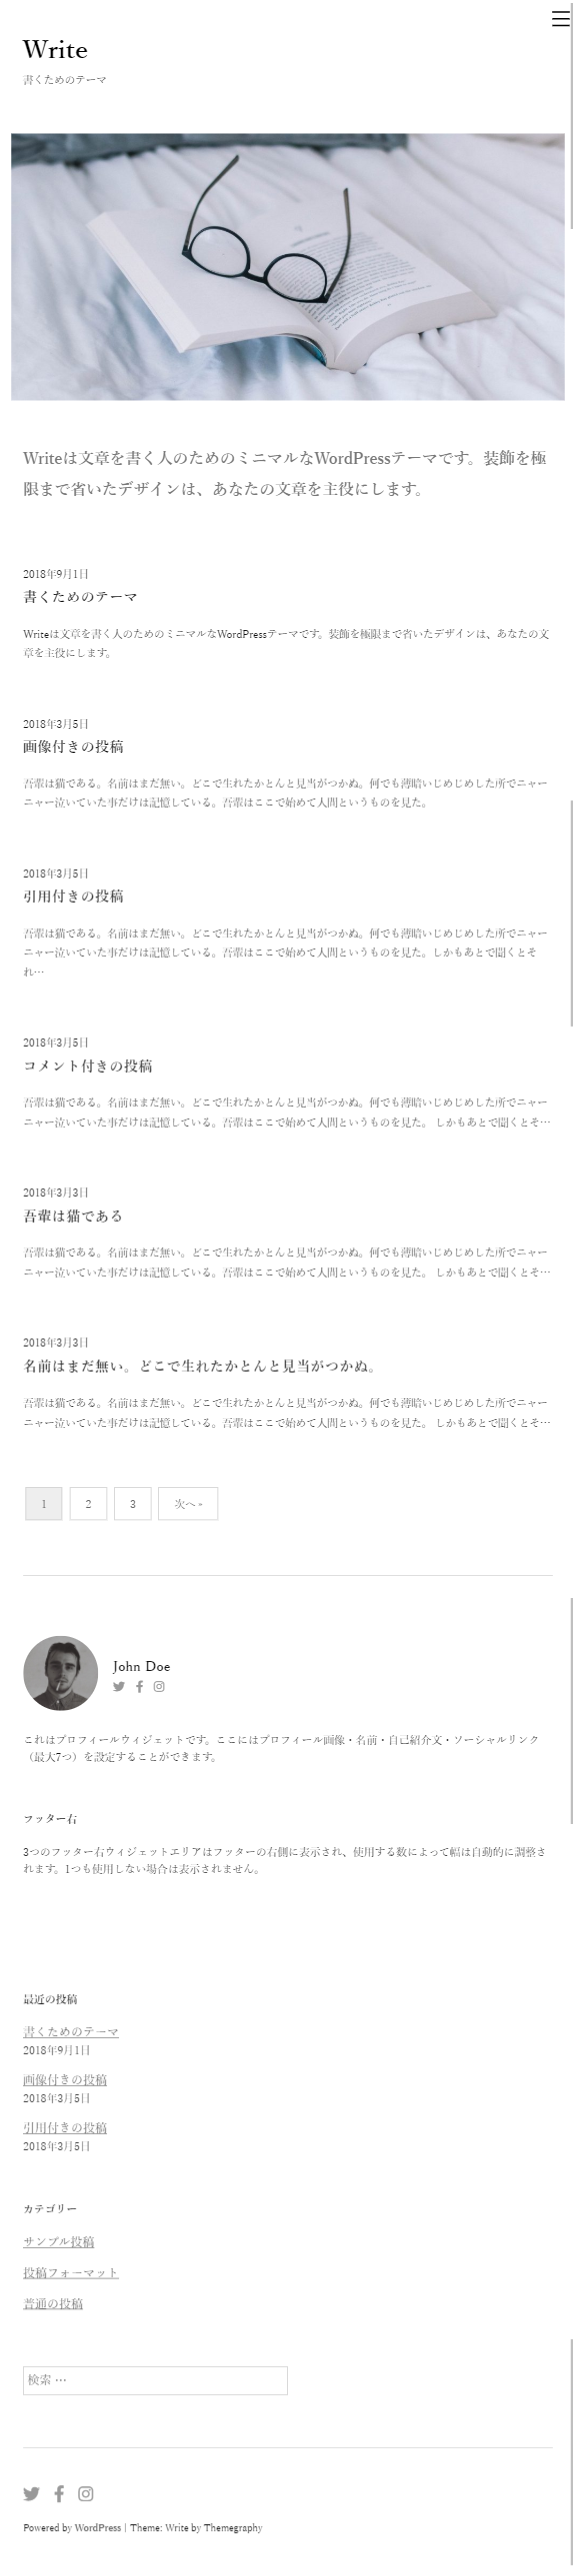 Write
書くためのテーマ
Writeは文章を書く人のためのミニマルなWordPressテーマです。装飾を極
限まで省いたデザインは、あなたの文章を主役にします。
2018年9月1日
書くためのテーマ
Writeは文章を書く人のためのミニマルなWordPressテーマです。装飾を極限まで省いたデザインは、あなたの文
章を主役にします。
2018年3月5日
画像付きの投稿
吾輩は猫である。名前はまだ無い。どこで生れたかとんと見当がつかぬ。何でも薄暗いじめじめした所でニャー
ニャー泣いていた事だけは記憶している。吾輩はここで始めて人間というものを見た。
2018年3月5日
引用付きの投稿
吾輩は猫である。名前はまだ無い。どこで生れたかとんと見当がつかぬ。何でも薄暗いじめじめした所でニャー
ニャー泣いていた事だけは記憶している。吾輩はここで始めて人間というものを見た。しかもあとで聞くとそ
れ…
2018年3月5日
コメント付きの投稿
吾輩は猫である。名前はまだ無い。どこで生れたかとんと見当がつかぬ。何でも薄暗いじめじめした所でニャー
ニャー泣いていた事だけは記憶している。吾輩はここで始めて人間というものを見た。 しかもあとで聞くとそ…
2018年3月3日
吾輩は猫である
吾輩は猫である。名前はまだ無い。どこで生れたかとんと見当がつかぬ。何でも薄暗いじめじめした所でニャー
ニャー泣いていた事だけは記憶している。吾輩はここで始めて人間というものを見た。 しかもあとで聞くとそ…
2018年3月3日
名前はまだ無い。どこで生れたかとんと見当がつかぬ。
吾輩は猫である。名前はまだ無い。どこで生れたかとんと見当がつかぬ。何でも薄暗いじめじめした所でニャー
ニャー泣いていた事だけは記憶している。吾輩はここで始めて人間というものを見た。 しかもあとで聞くとそ…
1 2 3 次へ »
John Doe
これはプロフィールウィジェットです。ここにはプロフィール画像・名前・自己紹介文・ソーシャルリンク
（最大7つ）を設定することができます。
フッター右
3つのフッター右ウィジェットエリアはフッターの右側に表示され、使用する数によって幅は自動的に調整さ
れます。1つも使用しない場合は表示されません。
最近の投稿
書くためのテーマ
2018年9月1日
画像付きの投稿
2018年3月5日
引用付きの投稿
2018年3月5日
カテゴリー
サンプル投稿
投稿フォーマット
普通の投稿
検索 …
Powered by WordPress | Theme: Write by Themegraphy